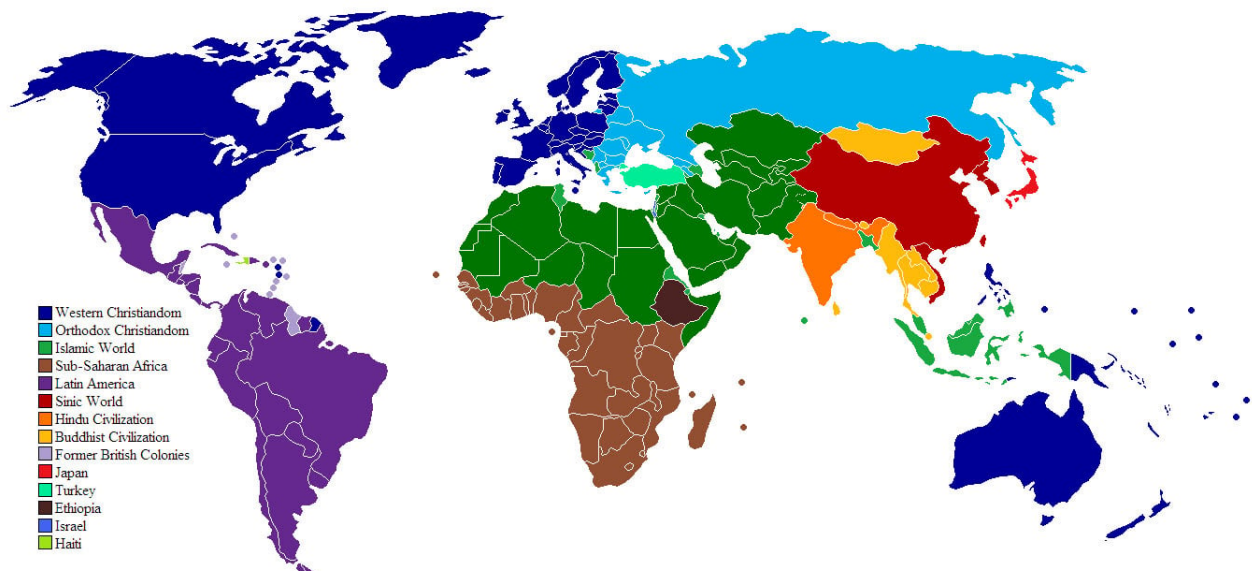 Western Christiandom
Orthodox Christiandom
Islamic World
Sub-Saharan Africa
Latin America
Sinic World
Hindu Civilization
Buddhist Civilization
Former British Colonies
Japan
Turkey
Ethiopia
Israel
Haiti